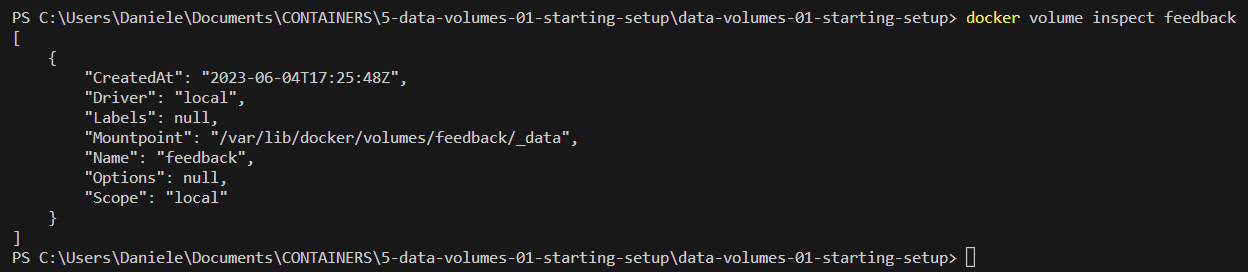 PS C:\Users\Daniele\Documents\CONTAINERS\5-data-volumes-01-starting-setup\data-volumes-01-starting-setup> docker volume inspect feedback
[
    {
        "CreatedAt": "2023-06-04T17:25:48Z",
        "Driver": "local",
        "Labels": null,
        "Mountpoint": "/var/lib/docker/volumes/feedback/_data",
        "Name": "feedback",
        "Options": null,
        "Scope": "local"
    }
]
PS C:\Users\Daniele\Documents\CONTAINERS\5-data-volumes-01-starting-setup\data-volumes-01-starting-setup>